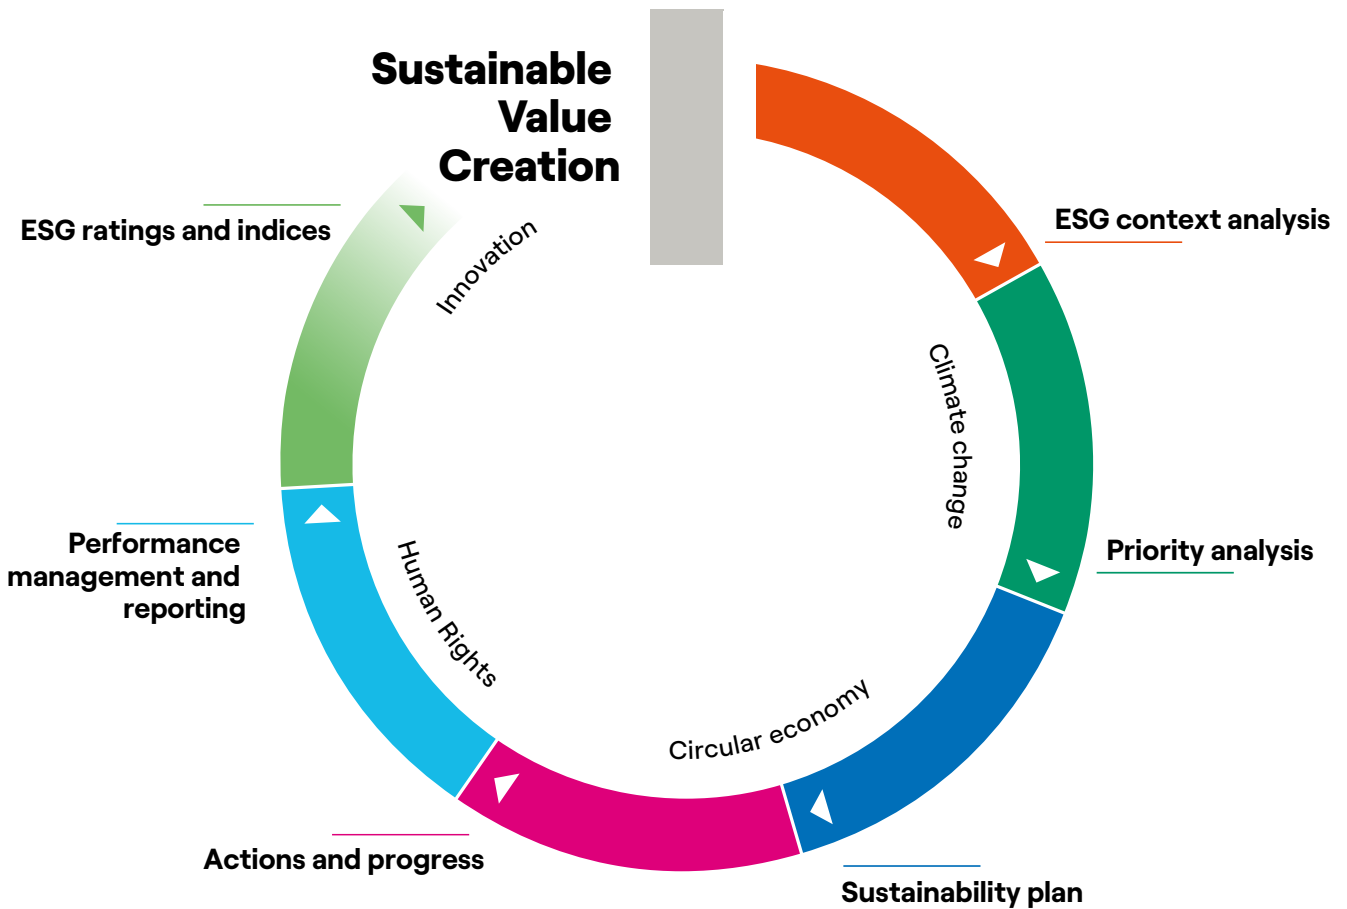 Sustainable
Value
Creation
ESG context analysis
Priority analysis
Sustainability plan
Actions and progress
Performance
management and
reporting
ESG ratings and indices
Climate change
Circular economy
Human Rights
Innovation